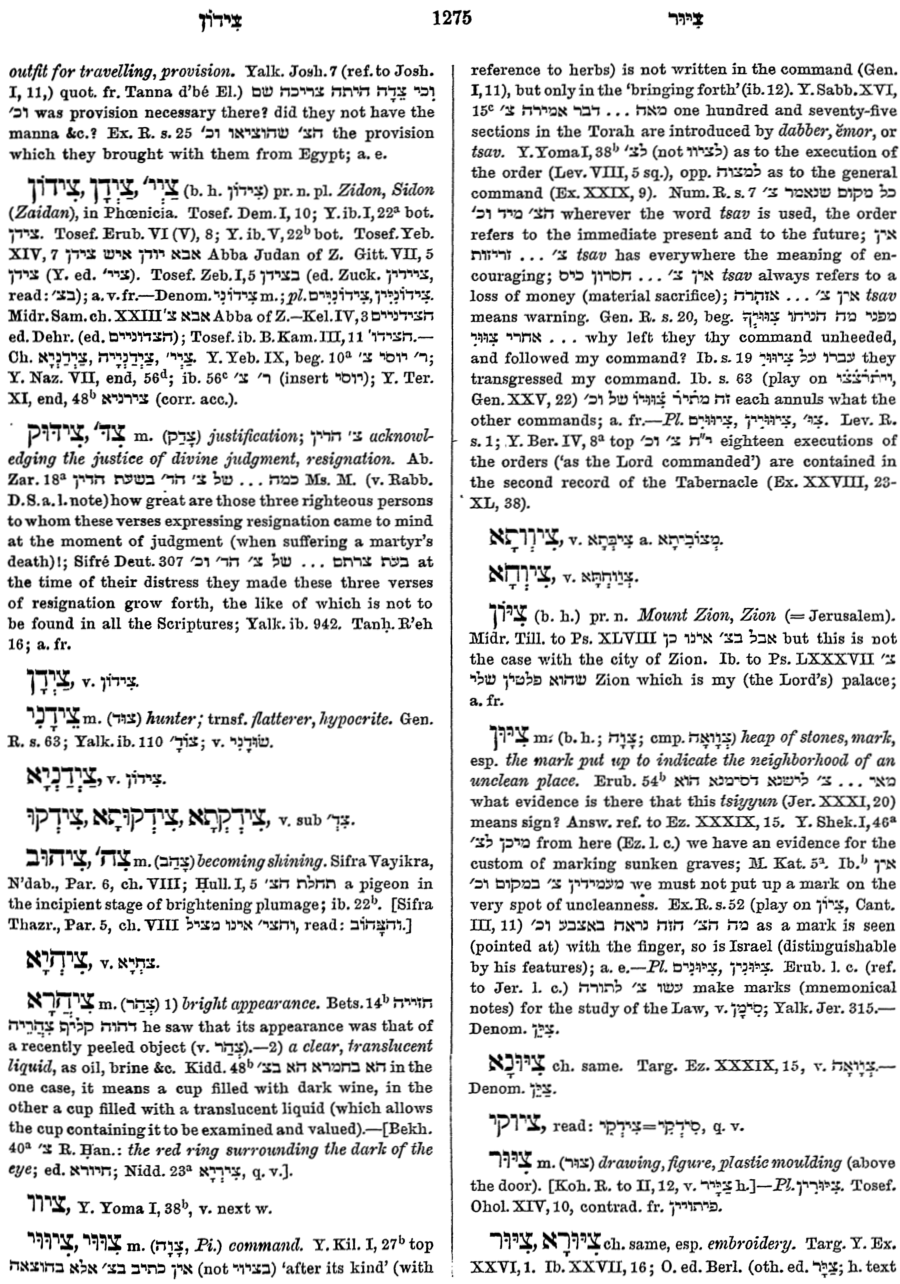 צִידוֹן 1275 צִיּוּר
outfit for travelling, provision. Yalk. Josh. 7 (ref. to Josh.
I, 11,) quot. fr. Tanna d'bé El.) וכי צֵדָה היתה צריכה שם
וכ׳ was provision necessary there? did they not have the
manna &c.? Ex. R. s. 25 הצ׳ שהוציאו וכ׳ the provision
which they brought with them from Egypt; a. e.
צִידוֹן, צִידָן, צַיְי׳ (b. h. צִידוֹן) pr. n. pl. Zidon, Sidon
(Zaidan), in Phœnicia. Tosef. Dem. I, 10; Y. ib. I, 22ᵃ bot.
צידן. Tosef. Erub. VI (V), 8; Y. ib. V, 22ᵇ bot. Tosef. Yeb.
XIV, 7 אבא יודן איש צידן Abba Judan of Z. Gitt. VII, 5
צידן (Y. ed. ציי׳). Tosef. Zeb. I, 5 בצידן (ed. Zuck. ציידין,
read: בצ׳); a. v. fr.—Denom. צִידוֹנִי m.; pl. צִידוֹנִיִּין, צִידוֹנִיִּים.
Midr. Sam. ch. XXIII אבא צ׳ Abba of Z.—Kel. IV, 3 הצידניים
ed. Dehr. (ed. הצדוניים); Tosef. ib. B. Kam. III, 11 הצידו׳.—
Ch. צִידָנָיָא, צִידָנָיָיה, צַיְי׳. Y. Yeb. IX, beg. 10ᵃ ר׳ יוסי צ׳;
Y. Naz. VII, end, 56ᵈ; ib. 56ᶜ ר׳ צ׳ (insert יוסי); Y. Ter.
XI, end, 48ᵇ צירניא (corr. acc.).
צִידּוּק, צִד׳ m. (צָדַק) justification; צ׳ הדין acknowl-
edging the justice of divine judgment, resignation. Ab.
Zar. 18ᵃ כמה ... של צ׳ הד׳ בשעת הדין Ms. M. (v. Rabb.
D. S. a. l. note) how great are those three righteous persons
to whom these verses expressing resignation came to mind
at the moment of judgment (when suffering a martyr's
death)!; Sifré Deut. 307 בעת צרתם ... של צ׳ הד׳ וכ׳ at
the time of their distress they made these three verses
of resignation grow forth, the like of which is not to
be found in all the Scriptures; Yalk. ib. 942. Tanḥ. R'eh
16; a. fr.
צַיְדָן, v. צידון.
צֵידָנִי m. (צוּד) hunter; trnsf. flatterer, hypocrite. Gen.
R. s. 63; Yalk. ib. 110 צוֹד׳; v. שׁוּדָנִי.
צַיְדַנָיָא, v. צידון.
צִידְקְתָא, צִידְקוּתָא, צִידְקוּ, v. sub צִד׳.
צִיהוּב, צִה׳ m. (צָהַב) becoming shining. Sifra Vayikra,
N'dab., Par. 6, ch. VIII; Ḥull. I, 5 תחלת הצ׳ a pigeon in
the incipient stage of brightening plumage; ib. 22ᵇ. [Sifra
Thazr., Par. 5, ch. VIII והצי׳ אינו מציל, read: וְהַצָּהוֹב.]
צִיהְיָא, v. צַחְיָא.
צִיהֲרָא m. (צְהַר) 1) bright appearance. Bets. 14ᵇ חזייה
דהוה קליף צִהֲרֵיה he saw that its appearance was that of
a recently peeled object (v. צְהַר).—2) a clear, translucent
liquid, as oil, brine &c. Kidd. 48ᵇ הא בחמרא הא בצ׳ in the
one case, it means a cup filled with dark wine, in the
other a cup filled with a translucent liquid (which allows
the cup containing it to be examined and valued).—[Bekh.
40ᵃ צ׳ R. Ḥan.: the red ring surrounding the dark of the
eye; ed. חיורא; Nidd. 23ᵃ צִירְיָא, q. v.].
ציוו, Y. Yoma I, 38ᵇ, v. next w.
צִיוּוּי, צִוּוּי m. (צָוָה, Pi.) command. Y. Kil. I, 27ᵇ top
אין כתיב בצ׳ אלא בהוצאה (not בציוי) 'after its kind' (with
reference to herbs) is not written in the command (Gen.
I, 11), but only in the 'bringing forth' (ib. 12). Y. Sabb. XVI,
15ᶜ מאה ... דבר אמירה צ׳ one hundred and seventy-five
sections in the Torah are introduced by dabber, ĕmor, or
tsav. Y. Yoma I, 38ᵇ לצ׳ (not לציוו) as to the execution of
the order (Lev. VIII, 5 sq.), opp. למצוה as to the general
command (Ex. XXIX, 9). Num. R. s. 7 כל מקום שנאמר צ׳
הצ׳ מיד וכ׳ wherever the word tsav is used, the order
refers to the immediate present and to the future; אין
צ׳ ... זריזות tsav has everywhere the meaning of en-
couraging; אין צ׳ ... חסרון כיס tsav always refers to a
loss of money (material sacrifice); אין צ׳ ... אזהרה tsav
means warning. Gen. R. s. 20, beg. מפני מה הניחו צִוּוּיְךָ
אחרי צִוּוּיִי ... why left they thy command unheeded,
and followed my command? Ib. s. 19 עברו על צִיוּוּיִי they
transgressed my command. Ib. s. 63 (play on ויתרצצו,
Gen. XXV, 22) זה מתיר צִוּוּיוֹ של וכ׳ each annuls what the
other commands; a. fr.—Pl. צִיוּוּיִים, צִיוּוּיִין, צִוּ׳. Lev. R.
s. 1; Y. Ber. IV, 8ᵃ top י״ח צ׳ וכ׳ eighteen executions of
the orders ('as the Lord commanded') are contained in
the second record of the Tabernacle (Ex. XXVIII, 23-
XL, 38).
צִיוְותָא, v. צִיבְּתָא a. מְצוֹבִיתָא.
צִיוְחָא, v. צְוַוחְתָּא.
צִיּוֹן (b. h.) pr. n. Mount Zion, Zion (= Jerusalem).
Midr. Till. to Ps. XLVIII אבל בצ׳ אינו כן but this is not
the case with the city of Zion. Ib. to Ps. LXXXVII צ׳
שהוא פלטין שלי Zion which is my (the Lord's) palace;
a. fr.
צִיּוּן m. (b. h.; צָוָה; cmp. צְוָואָה) heap of stones, mark,
esp. the mark put up to indicate the neighborhood of an
unclean place. Erub. 54ᵇ מאי ... צ׳ לישנא דסימנא הוא
what evidence is there that this tsiyyun (Jer. XXXI, 20)
means sign? Answ. ref. to Ez. XXXIX, 15. Y. Shek. I, 46ᵃ
מיכן לצ׳ from here (Ez. l. c.) we have an evidence for the
custom of marking sunken graves; M. Kat. 5ᵃ. Ib.ᵇ אין
מעמידין צ׳ במקום וכ׳ we must not put up a mark on the
very spot of uncleanness. Ex. R. s. 52 (play on צִיּוֹן, Cant.
III, 11) מה הצ׳ הזה נראה באצבע וכ׳ as a mark is seen
(pointed at) with the finger, so is Israel (distinguishable
by his features); a. e.—Pl. צִיּוּנִים, צִיּוּנִין. Erub. l. c. (ref.
to Jer. l. c.) עשו צ׳ לתורה make marks (mnemonical
notes) for the study of the Law, v. סִימָן; Yalk. Jer. 315.—
Denom. צִיֵּן.
צִיּוּנָא ch. same. Targ. Ez. XXXIX, 15, v. צְוָואָה.—
Denom. צַיֵּן.
ציוקי, read: סִידְקֵי=צִידְקֵי, q. v.
צִיּוּר m. (צוּר) drawing, figure, plastic moulding (above
the door). [Koh. R. to II, 12, v. צַיָּיר h.]—Pl. צִיּוּרִין. Tosef.
Ohol. XIV, 10, contrad. fr. פיתויין.
צִיּוּרָא, צִיּוּר ch. same, esp. embroidery. Targ. Y. Ex.
XXVI, 1. Ib. XXVII, 16; O. ed. Berl. (oth. ed. צִיֵּיר; h. text